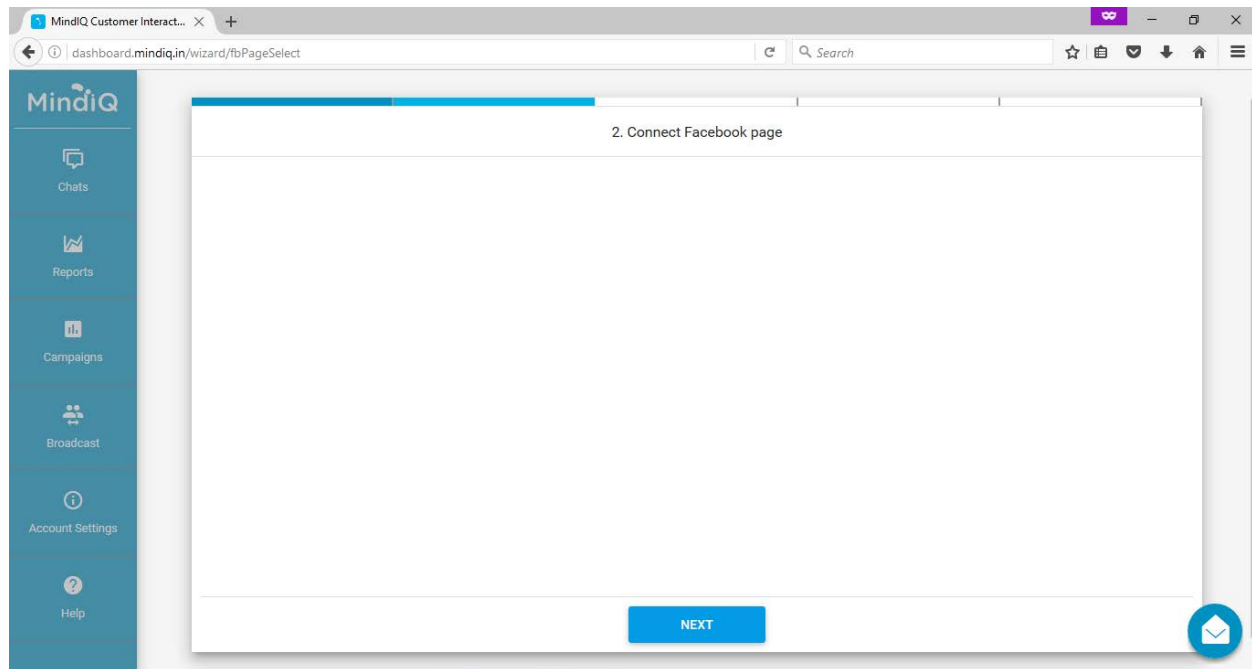 MindIQ Customer Interact...
dashboard.mindiq.in/wizard/fbPageSelect
Search
MindiQ
Chats
Reports
Campaigns
Broadcast
Account Settings
Help
2. Connect Facebook page
NEXT